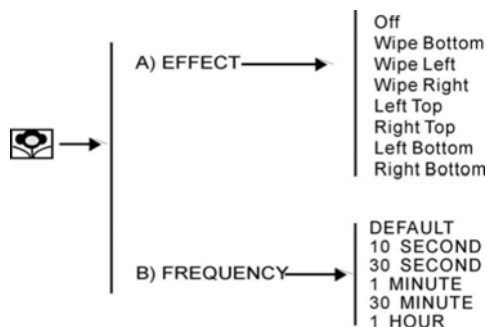 A) EFFECT
Off
Wipe Bottom
Wipe Left
Wipe Right
Left Top
Right Top
Left Bottom
Right Bottom
B) FREQUENCY
DEFAULT
10 SECOND
30 SECOND
1 MINUTE
30 MINUTE
1 HOUR